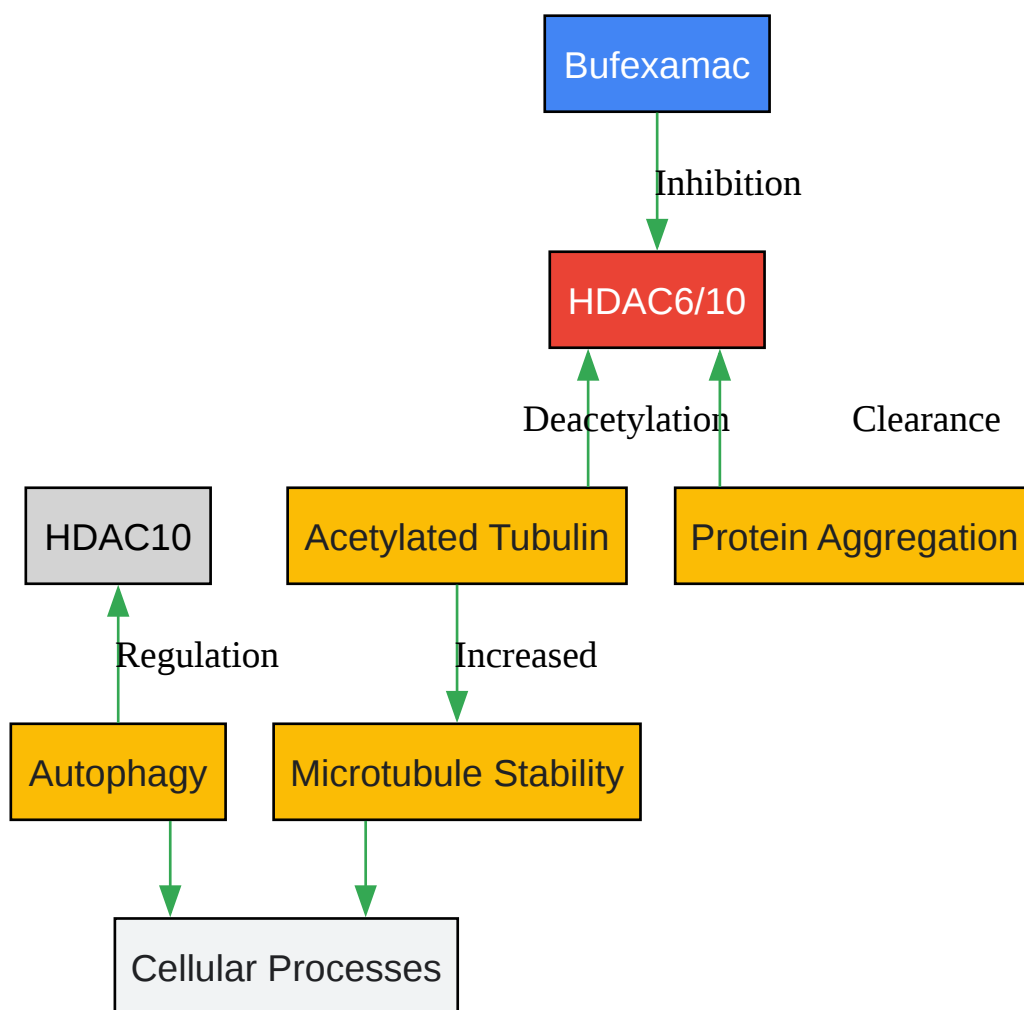 Bufexamac
Inhibition
HDAC6/10
Deacetylation
Clearance
HDAC10
Acetylated Tubulin
Protein Aggregation
Regulation
Increased
Autophagy
Microtubule Stability
Cellular Processes